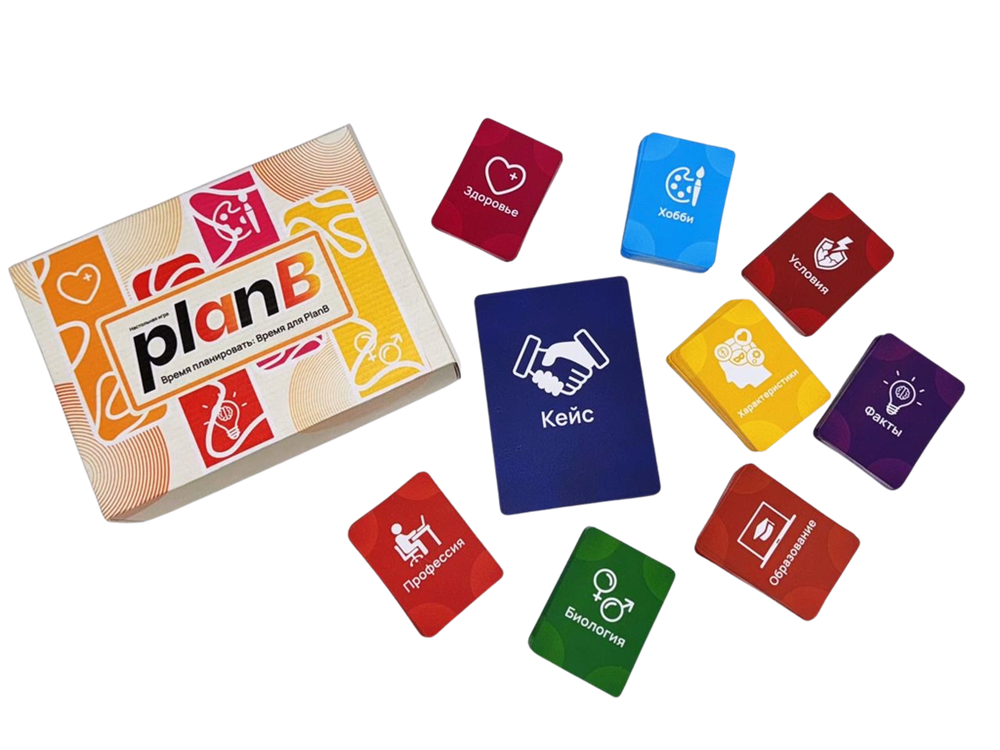 Настольная игра
planB
Время планировать: Время для PlanB
Здоровье
Хобби
Условия
Кейс
Характеристики
Факты
Профессия
Биология
Образование